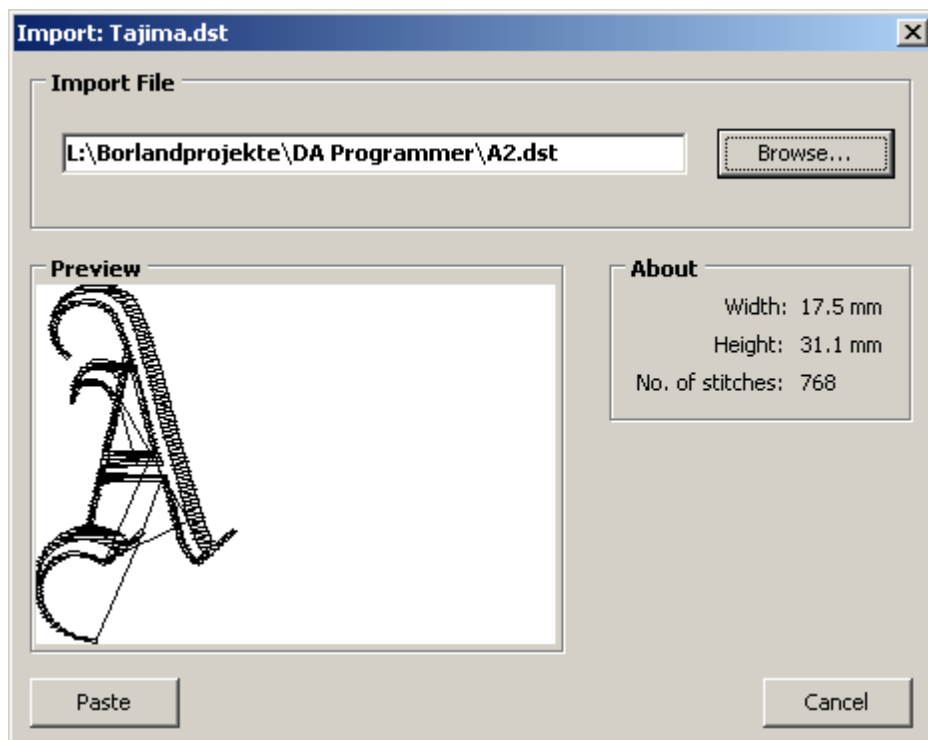 Import: Tajima.dst
Import File
L:\Borlandprojekte\DA Programmer\A2.dst
Browse...
Preview
About
Width: 17.5 mm
Height: 31.1 mm
No. of stitches: 768
A
Paste
Cancel